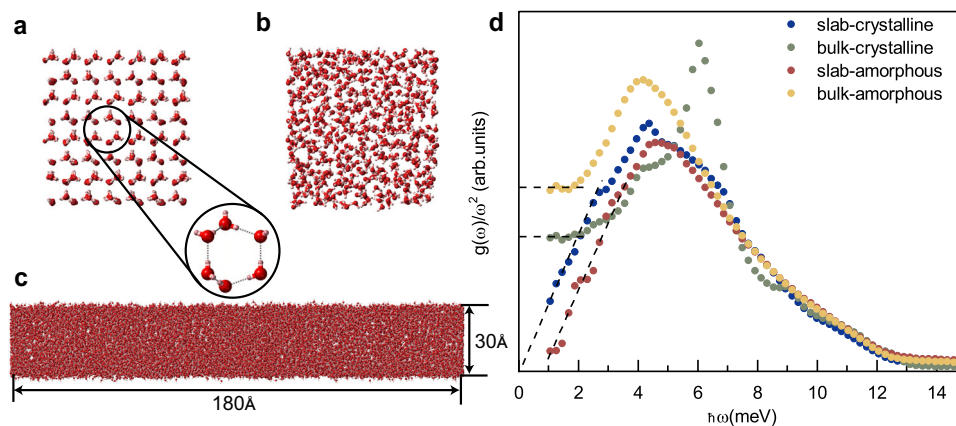 a
b
d
slab-crystalline
bulk-crystalline
slab-amorphous
bulk-amorphous
g(ω)/ω² (arb.units)
c
30Å
180Å
0 2 4 6 8 10 12 14
ħω(meV)